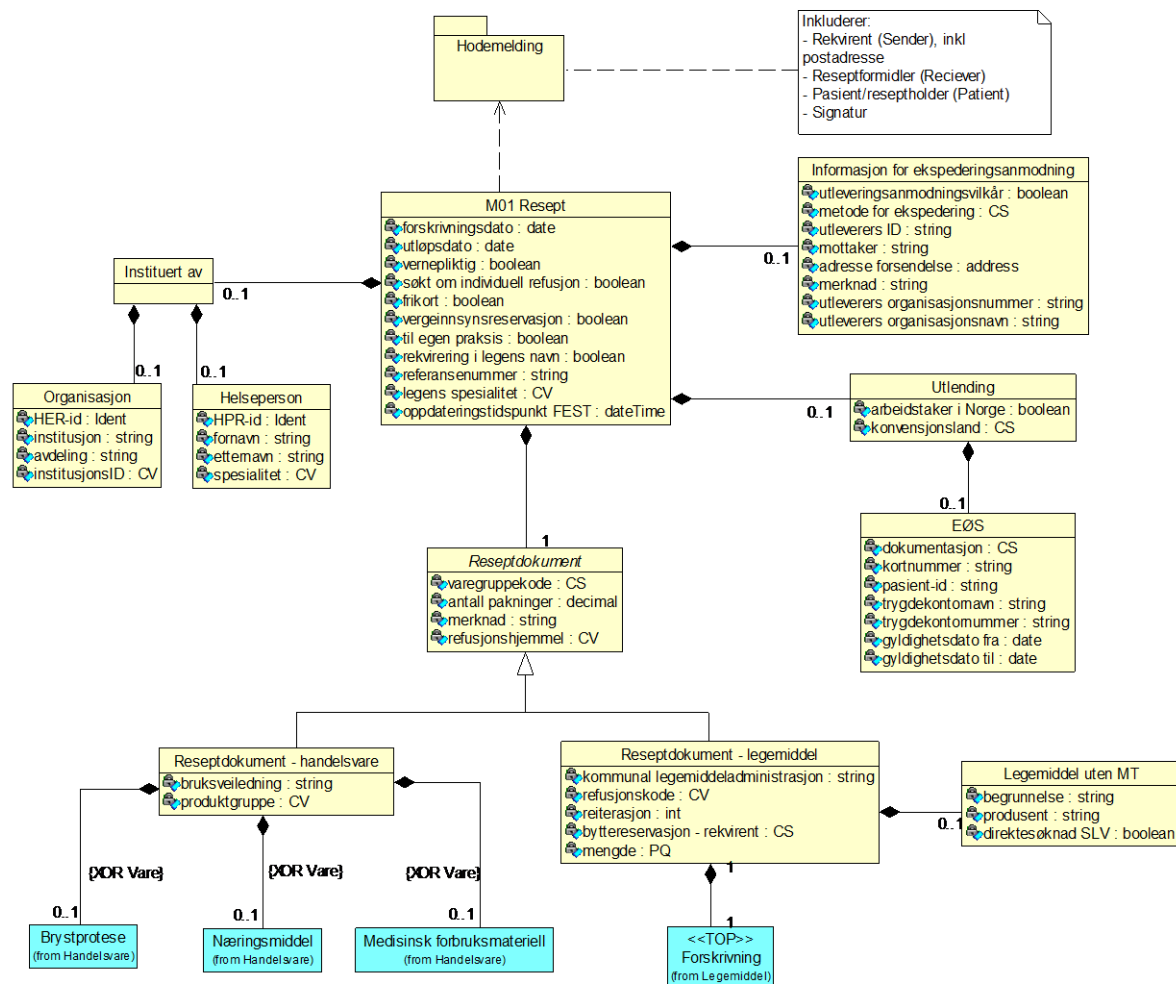 Hodemelding
Inkluderer:
- Rekvirent (Sender), inkl
postadresse
- Reseptformidler (Reciever)
- Pasient/reseptholder (Patient)
- Signatur
Informasjon for ekspederingsanmodning
utleveringsanmodningsvilkår : boolean
metode for ekspedering : CS
utleverers ID : string
mottaker : string
adresse forsendelse : address
merknad : string
utleverers organisasjonsnummer : string
utleverers organisasjonsnavn : string
M01 Resept
forskrivningsdato : date
utløpsdato : date
vernepliktig : boolean
søkt om individuell refusjon : boolean
frikort : boolean
vergeinnsynsreservasjon : boolean
til egen praksis : boolean
rekvirering i legens navn : boolean
referansenummer : string
legens spesialitet : CV
oppdateringstidspunkt FEST : dateTime
0..1
Instituert av
0..1
0..1
0..1
Organisasjon
HER-id : Ident
institusjon : string
avdeling : string
institusjonsID : CV
Helseperson
HPR-id : Ident
fornavn : string
etternavn : string
spesialitet : CV
Utlending
arbeidstaker i Norge : boolean
konvensjonsland : CS
0..1
0..1
EØS
dokumentasjon : CS
kortnummer : string
pasient-id : string
trygdekontornavn : string
trygdekontornummer : string
gyldighetsdato fra : date
gyldighetsdato til : date
1
Reseptdokument
varegruppekode : CS
antall pakninger : decimal
merknad : string
refusjonshjemmel : CV
Reseptdokument - handelsvare
bruksveiledning : string
produktgruppe : CV
Reseptdokument - legemiddel
kommunal legemiddeladministrasjon : string
refusjonskode : CV
reiterasjon : int
byttereservasjon - rekvirent : CS
mengde : PQ
Legemiddel uten MT
begrunnelse : string
produsent : string
direktesøknad SLV : boolean
0..1
{XOR Vare}
{XOR Vare}
{XOR Vare}
1
0..1
0..1
0..1
1
Brystprotese
(from Handelsvare)
Næringsmiddel
(from Handelsvare)
Medisinsk forbruksmateriell
(from Handelsvare)
<<TOP>>
Forskrivning
(from Legemiddel)